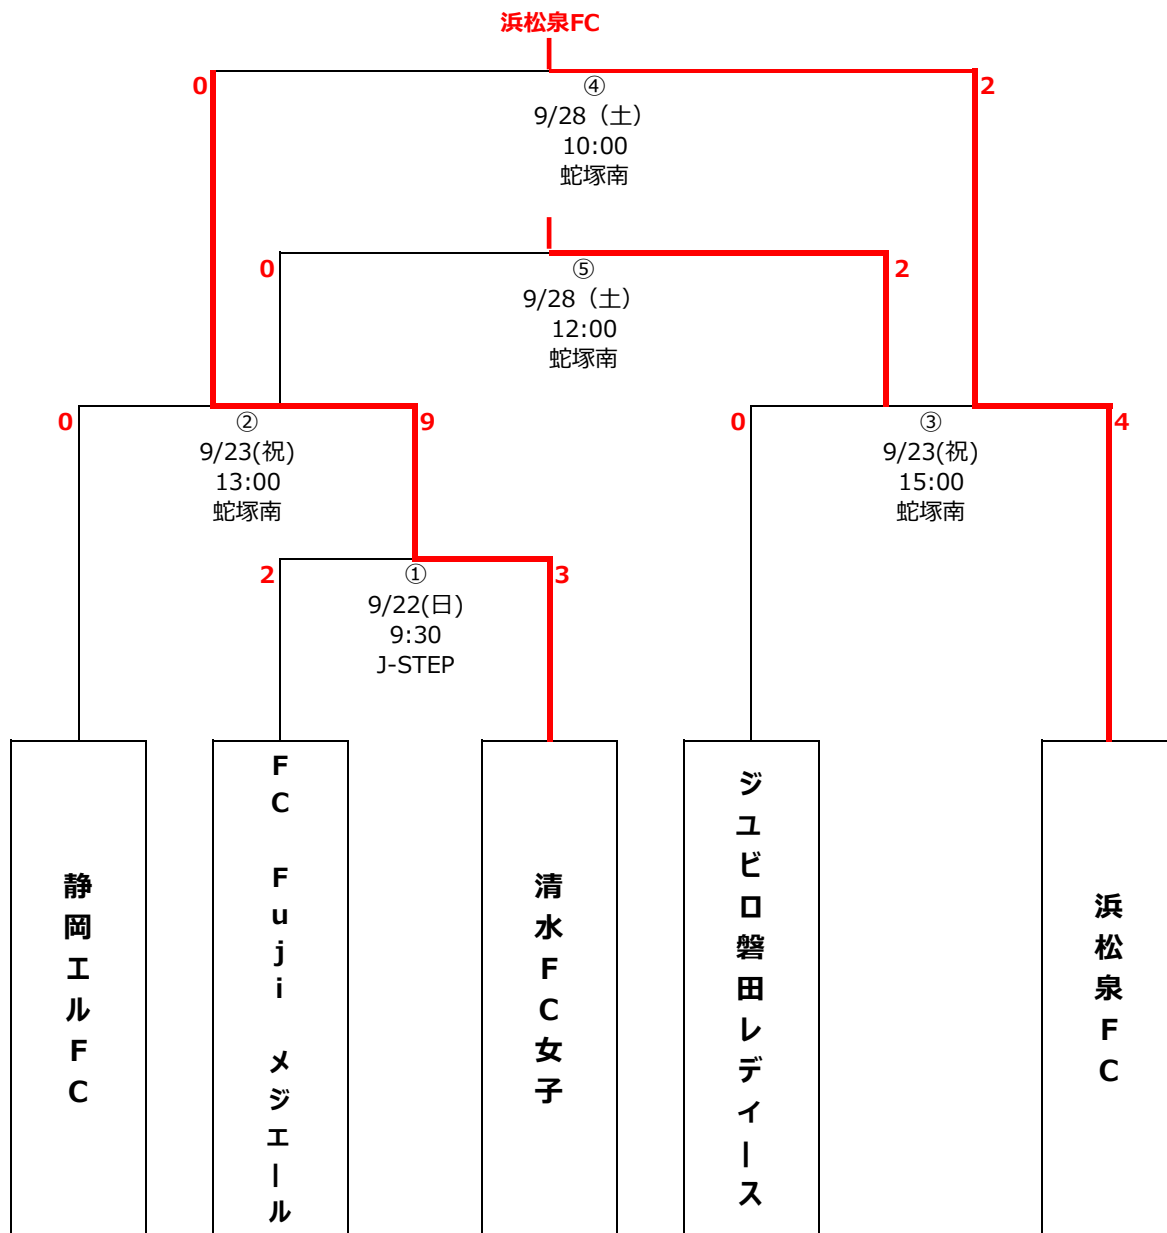 浜松泉FC
0
2
④
9/28（土）
10:00
蛇塚南
0
2
⑤
9/28（土）
12:00
蛇塚南
0
9
②
9/23(祝)
13:00
蛇塚南
0
4
③
9/23(祝)
15:00
蛇塚南
2
3
①
9/22(日)
9:30
J-STEP
静岡エルFC
FC Fuji メジエール
清水FC女子
ジユビロ磐田レディース
浜松泉FC